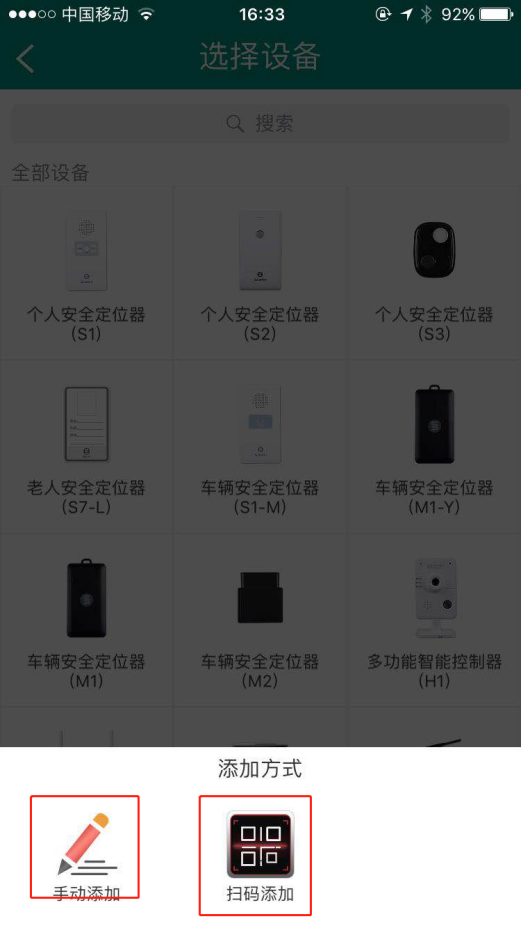 中国移动 16:33 92%
选择设备
搜索
全部设备
个人安全定位器 个人安全定位器 个人安全定位器
(S1) (S2) (S3)
老人安全定位器 车辆安全定位器 车辆安全定位器
(S7-L) (S1-M) (M1-Y)
车辆安全定位器 车辆安全定位器 多功能智能控制器
(M1) (M2) (H1)
添加方式
手动添加 扫码添加